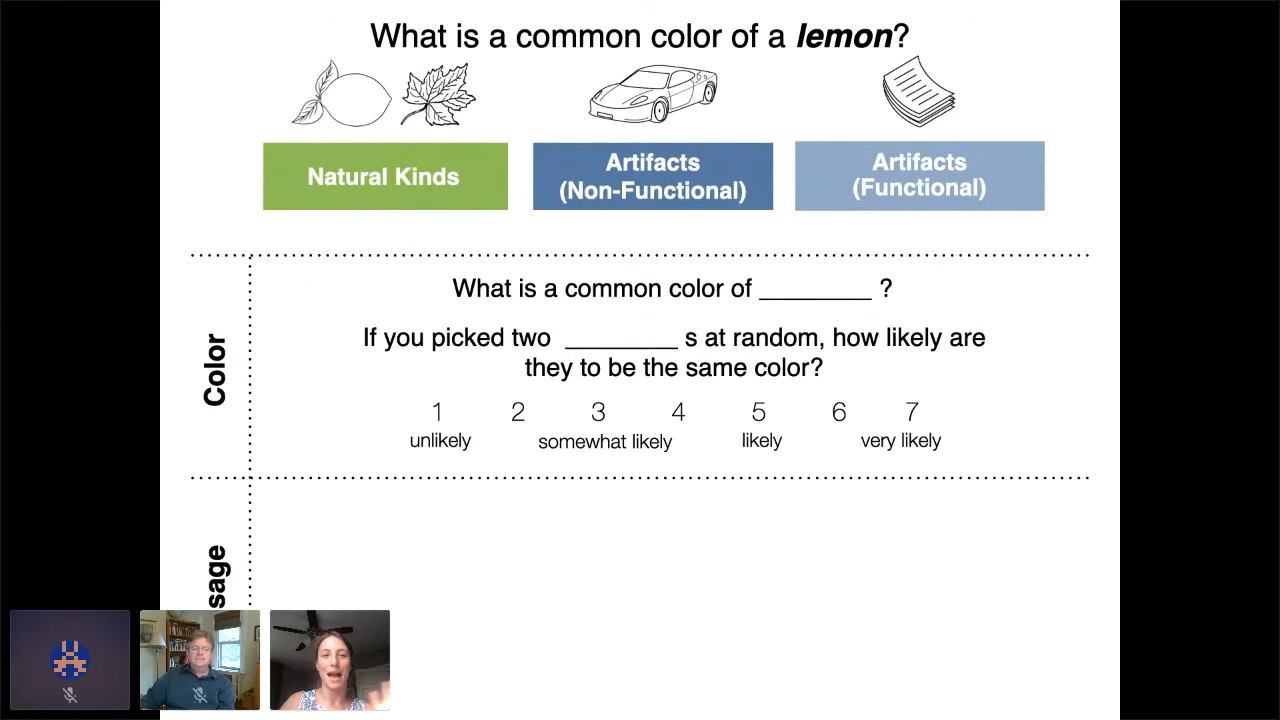 What is a common color of a lemon?
Natural Kinds
Artifacts
(Non-Functional)
Artifacts
(Functional)
Color
What is a common color of ________ ?
If you picked two ________ s at random, how likely are
they to be the same color?
1 2 3 4 5 6 7
unlikely somewhat likely likely very likely